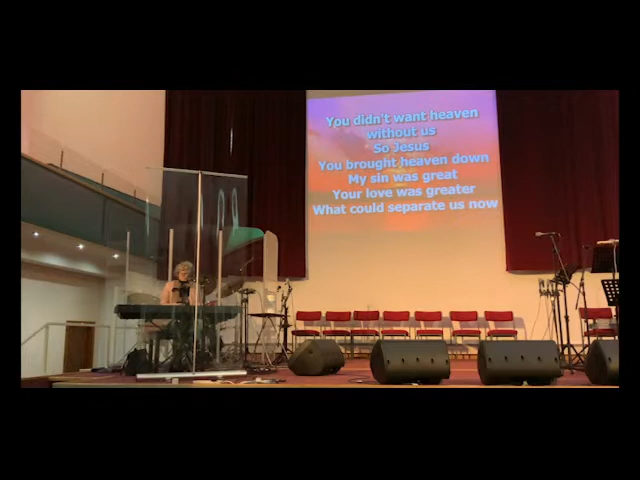 You didn't want heaven
without us
So Jesus
You brought heaven down
My sin was great
Your love was greater
What could separate us now